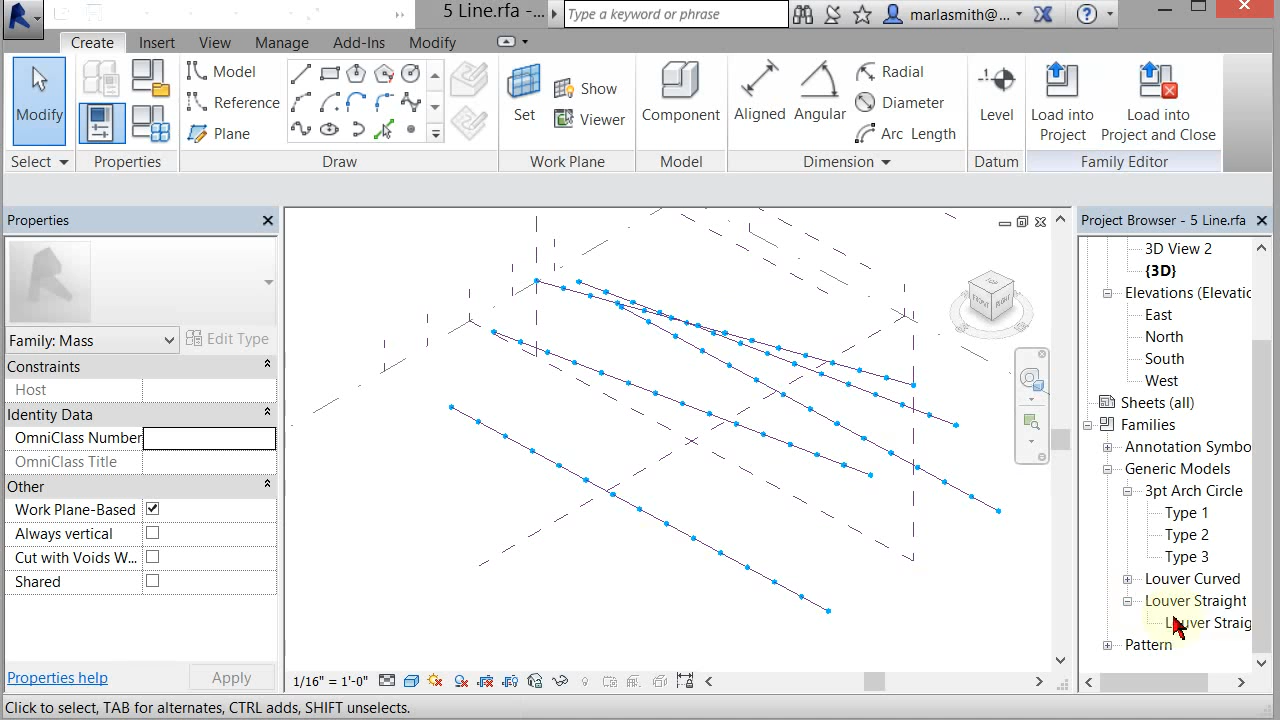 5 Line.rfa -...
Type a keyword or phrase
marlasmith@...
Create Insert View Manage Add-Ins Modify
Modify
Select
Properties
Model
Reference
Plane
Draw
Set
Show
Viewer
Work Plane
Component
Model
Aligned
Angular
Radial
Diameter
Arc Length
Dimension
Level
Datum
Load into
Project
Load into
Project and Close
Family Editor
Properties
Family: Mass
Edit Type
Constraints
Host
Identity Data
OmniClass Number
OmniClass Title
Other
Work Plane-Based
Always vertical
Cut with Voids W...
Shared
Properties help
Apply
FRONT
RIGHT
1/16" = 1'-0"
Project Browser - 5 Line.rfa
3D View 2
{3D}
Elevations (Elevatic
East
North
South
West
Sheets (all)
Families
Annotation Symbo
Generic Models
3pt Arch Circle
Type 1
Type 2
Type 3
Louver Curved
Louver Straight
Louver Straig
Pattern
Click to select, TAB for alternates, CTRL adds, SHIFT unselects.